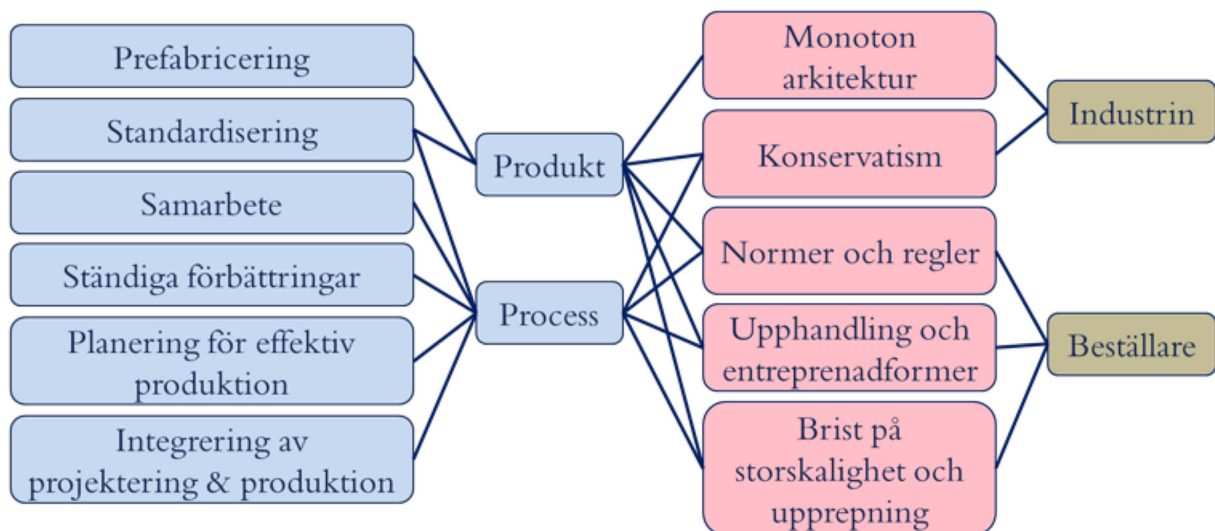 Prefabricering
Standardisering
Samarbete
Ständiga förbättringar
Planering för effektiv
produktion
Integrering av
projektering & produktion
Produkt
Process
Monoton
arkitektur
Konservatism
Normer och regler
Upphandling och
entreprenadformer
Brist på
storskalighet och
upprepning
Industrin
Beställare